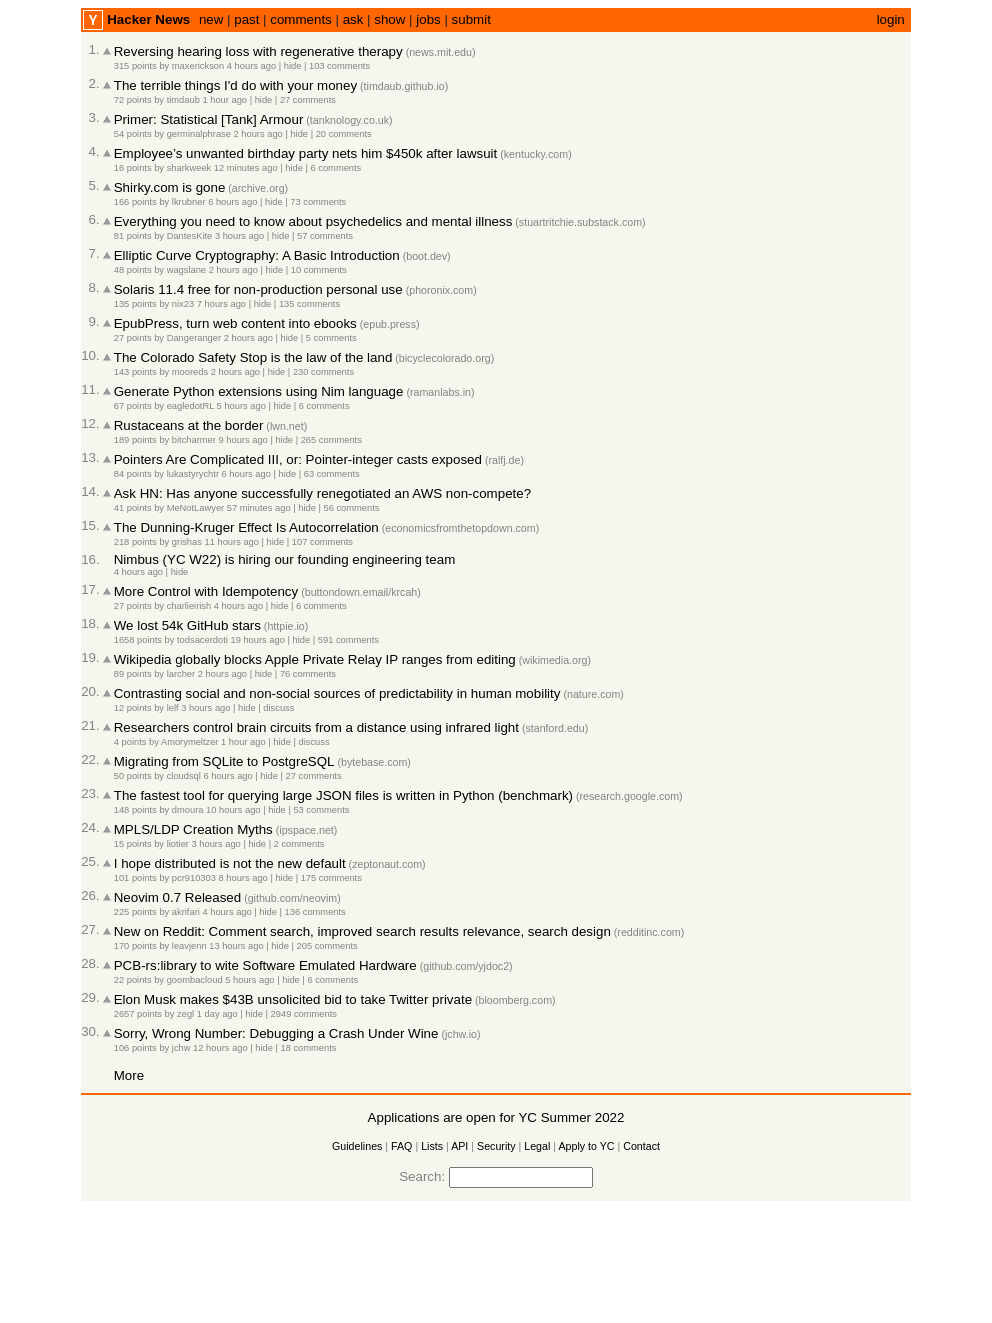 Y Hacker News new | past | comments | ask | show | jobs | submit login
1. Reversing hearing loss with regenerative therapy (news.mit.edu)
315 points by maxerickson 4 hours ago | hide | 103 comments
2. The terrible things I'd do with your money (timdaub.github.io)
72 points by timdaub 1 hour ago | hide | 27 comments
3. Primer: Statistical [Tank] Armour (tanknology.co.uk)
54 points by germinalphrase 2 hours ago | hide | 20 comments
4. Employee’s unwanted birthday party nets him $450k after lawsuit (kentucky.com)
16 points by sharkweek 12 minutes ago | hide | 6 comments
5. Shirky.com is gone (archive.org)
166 points by lkrubner 6 hours ago | hide | 73 comments
6. Everything you need to know about psychedelics and mental illness (stuartritchie.substack.com)
81 points by DantesKite 3 hours ago | hide | 57 comments
7. Elliptic Curve Cryptography: A Basic Introduction (boot.dev)
48 points by wagslane 2 hours ago | hide | 10 comments
8. Solaris 11.4 free for non-production personal use (phoronix.com)
135 points by nix23 7 hours ago | hide | 135 comments
9. EpubPress, turn web content into ebooks (epub.press)
27 points by Dangeranger 2 hours ago | hide | 5 comments
10. The Colorado Safety Stop is the law of the land (bicyclecolorado.org)
143 points by mooreds 2 hours ago | hide | 230 comments
11. Generate Python extensions using Nim language (ramanlabs.in)
67 points by eagledotRL 5 hours ago | hide | 6 comments
12. Rustaceans at the border (lwn.net)
189 points by bitcharmer 9 hours ago | hide | 265 comments
13. Pointers Are Complicated III, or: Pointer-integer casts exposed (ralfj.de)
84 points by lukastyrychtr 6 hours ago | hide | 63 comments
14. Ask HN: Has anyone successfully renegotiated an AWS non-compete?
41 points by MeNotLawyer 57 minutes ago | hide | 56 comments
15. The Dunning-Kruger Effect Is Autocorrelation (economicsfromthetopdown.com)
218 points by grishas 11 hours ago | hide | 107 comments
16. Nimbus (YC W22) is hiring our founding engineering team
4 hours ago | hide
17. More Control with Idempotency (buttondown.email/krcah)
27 points by charlieirish 4 hours ago | hide | 6 comments
18. We lost 54k GitHub stars (httpie.io)
1658 points by todsacerdoti 19 hours ago | hide | 591 comments
19. Wikipedia globally blocks Apple Private Relay IP ranges from editing (wikimedia.org)
89 points by larcher 2 hours ago | hide | 76 comments
20. Contrasting social and non-social sources of predictability in human mobility (nature.com)
12 points by lelf 3 hours ago | hide | discuss
21. Researchers control brain circuits from a distance using infrared light (stanford.edu)
4 points by Amorymeltzer 1 hour ago | hide | discuss
22. Migrating from SQLite to PostgreSQL (bytebase.com)
50 points by cloudsql 6 hours ago | hide | 27 comments
23. The fastest tool for querying large JSON files is written in Python (benchmark) (research.google.com)
148 points by dmoura 10 hours ago | hide | 53 comments
24. MPLS/LDP Creation Myths (ipspace.net)
15 points by liotier 3 hours ago | hide | 2 comments
25. I hope distributed is not the new default (zeptonaut.com)
101 points by pcr910303 8 hours ago | hide | 175 comments
26. Neovim 0.7 Released (github.com/neovim)
225 points by akrifari 4 hours ago | hide | 136 comments
27. New on Reddit: Comment search, improved search results relevance, search design (redditinc.com)
170 points by leavjenn 13 hours ago | hide | 205 comments
28. PCB-rs:library to wite Software Emulated Hardware (github.com/yjdoc2)
22 points by goombacloud 5 hours ago | hide | 6 comments
29. Elon Musk makes $43B unsolicited bid to take Twitter private (bloomberg.com)
2657 points by zegl 1 day ago | hide | 2949 comments
30. Sorry, Wrong Number: Debugging a Crash Under Wine (jchw.io)
106 points by jchw 12 hours ago | hide | 18 comments
More
Applications are open for YC Summer 2022
Guidelines | FAQ | Lists | API | Security | Legal | Apply to YC | Contact
Search: